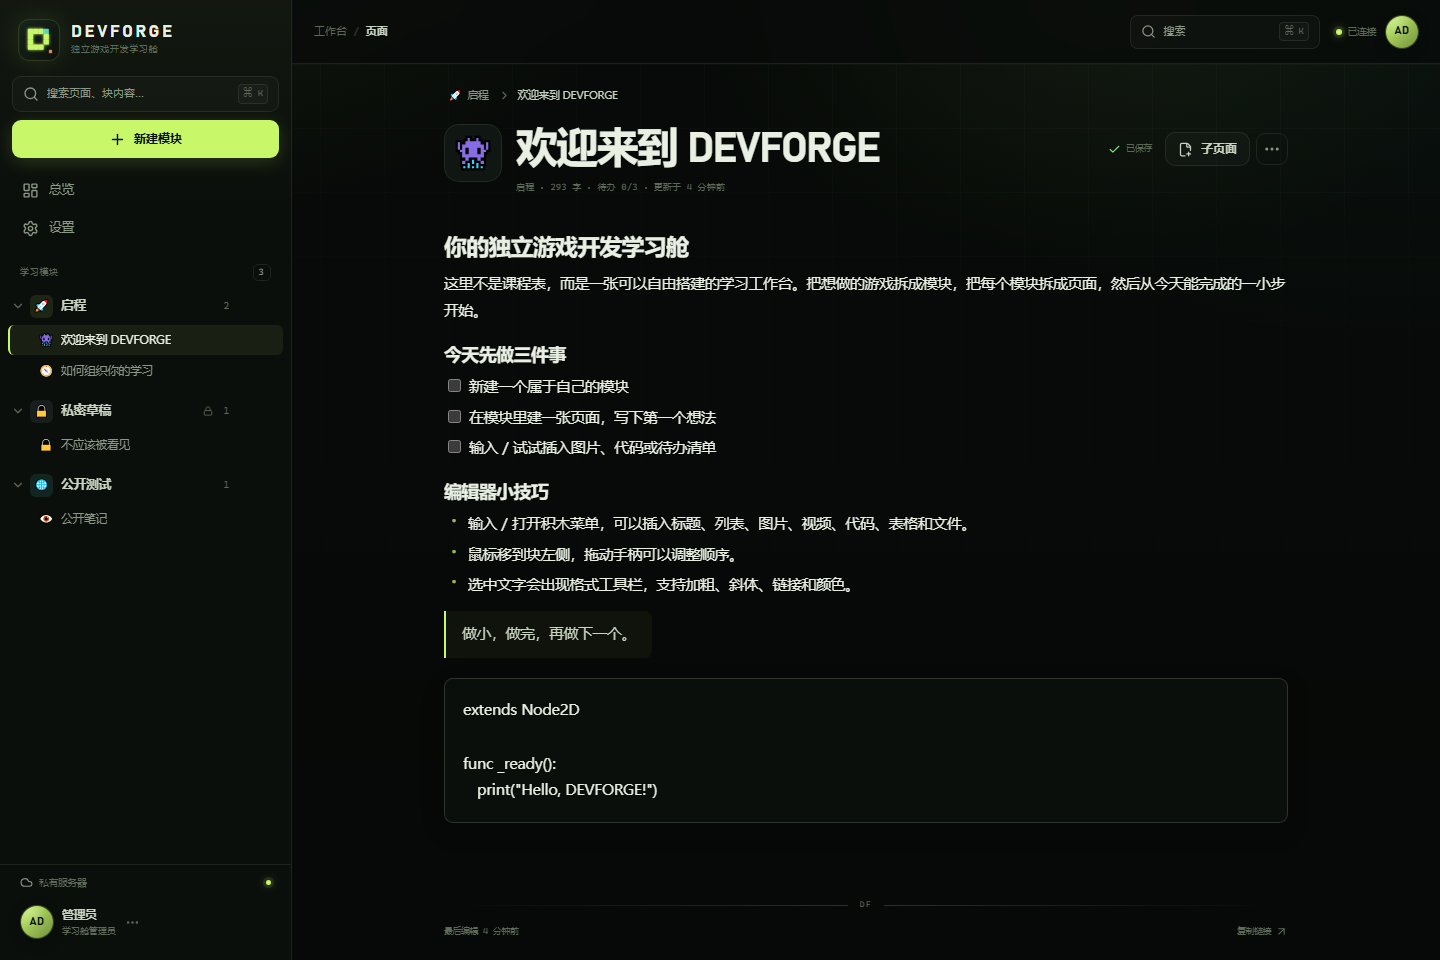 DEVFORGE
独立游戏开发学习舱
搜索页面、块内容... ⌘ K
+ 新建模块
总览
设置
学习模块 3
启程 2
欢迎来到 DEVFORGE
如何组织你的学习
私密草稿 1
不应该被看见
公开测试 1
公开笔记
私有服务器
AD 管理员
学习舱管理员
工作台 / 页面
搜索 ⌘ K
已连接
AD
启程 > 欢迎来到 DEVFORGE
欢迎来到 DEVFORGE
启程 · 293 字 · 待办 0/3 · 更新于 4 分钟前
已保存
子页面
你的独立游戏开发学习舱
这里不是课程表，而是一张可以自由搭建的学习工作台。把想做的游戏拆成模块，把每个模块拆成页面，然后从今天能完成的一小步
开始。
今天先做三件事
新建一个属于自己的模块
在模块里建一张页面，写下第一个想法
输入 / 试试插入图片、代码或待办清单
编辑器小技巧
• 输入 / 打开积木菜单，可以插入标题、列表、图片、视频、代码、表格和文件。
• 鼠标移到块左侧，拖动手柄可以调整顺序。
• 选中文字会出现格式工具栏，支持加粗、斜体、链接和颜色。
做小，做完，再做下一个。
extends Node2D
func _ready():
print("Hello, DEVFORGE!")
DF
最后编辑 4 分钟前
复制链接